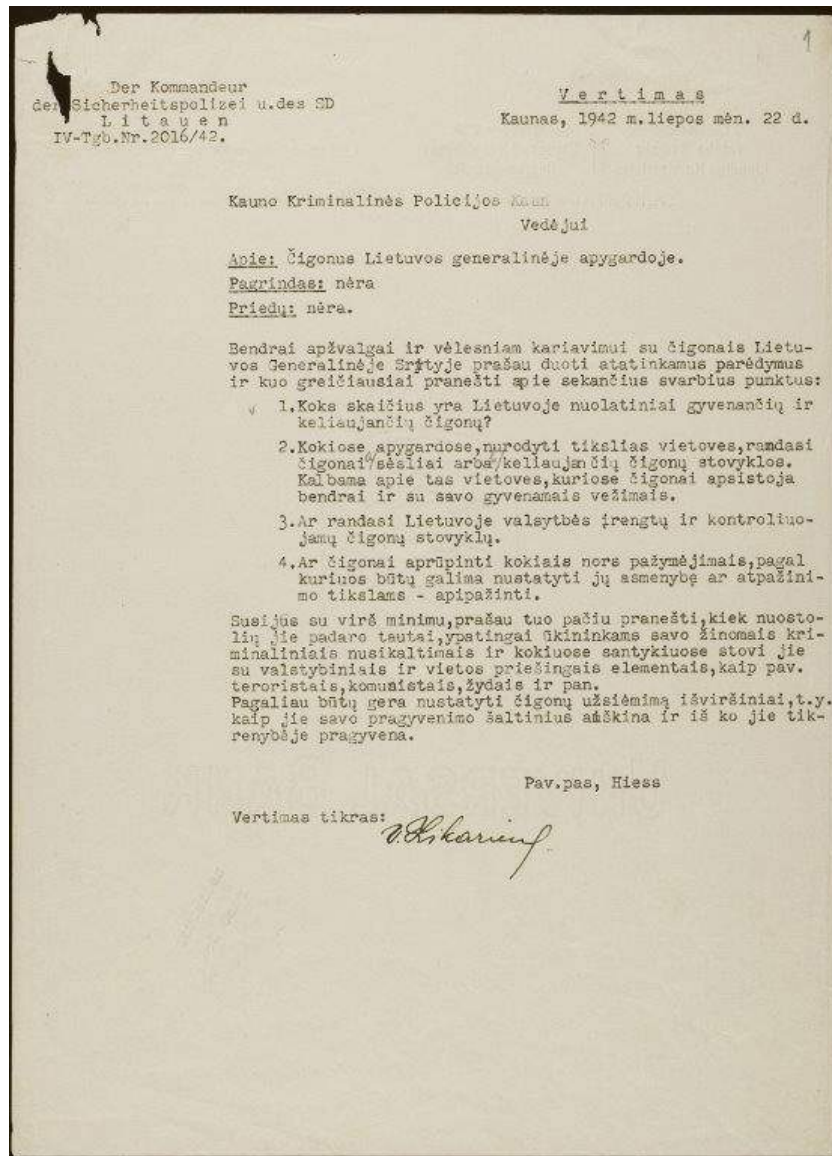 1
Der Kommandeur
der Sicherheitspolizei u.des SD
L i t a u e n
IV-Tgb.Nr.2016/42.
V e r t i m a s
Kaunas, 1942 m.liepos mėn. 22 d.
Kauno Kriminalinės Policijos
Vedėjui
Apie: Čigonus Lietuvos generalinėje apygardoje.
Pagrindas: nėra
Priedų: nėra.
Bendrai apžvalgai ir vėlesniam kariavimui su čigonais Lietu-
vos Generalinėje Srityje prašau duoti atatinkamus parėdymus
ir kuo greičiausiai pranešti apie sekančius svarbius punktus:
1.Koks skaičius yra Lietuvoje nuolatiniai gyvenančių ir
keliaujančių čigonų?
2.Kokiose apygardose,nurodyti tikslias vietoves,randasi
čigonai sėsliai arba keliaujančių čigonų stovyklos.
Kalbama apie tas vietoves,kuriose čigonai apsistoja
bendrai ir su savo gyvenamais vežimais.
3.Ar randasi Lietuvoje valsytbės įrengtų ir kontroliuo-
jamų čigonų stovyklų.
4.Ar čigonai aprūpinti kokiais nors pažymėjimais,pagal
kuriuos būtų galima nustatyti jų asmenybę ar atpažini-
mo tikslams - apipažinti.
Susijūs su virš minimu,prašau tuo pačiu pranešti,kiek nuosto-
lių jie padaro tautai,ypatingai ūkininkams savo žinomais kri-
minaliniais nusikaltimais ir kokiuose santykiuose stovi jie
su valstybiniais ir vietos priešingais elementais,kaip pav.
teroristais,komunistais,žydais ir pan.
Pagaliau būtų gera nustatyti čigonų užsiėmimą išviršiniai,t.y.
kaip jie savo pragyvenimo šaltinius aiškina ir iš ko jie tik-
renybėje pragyvena.
Pav.pas, Hiess
Vertimas tikras: